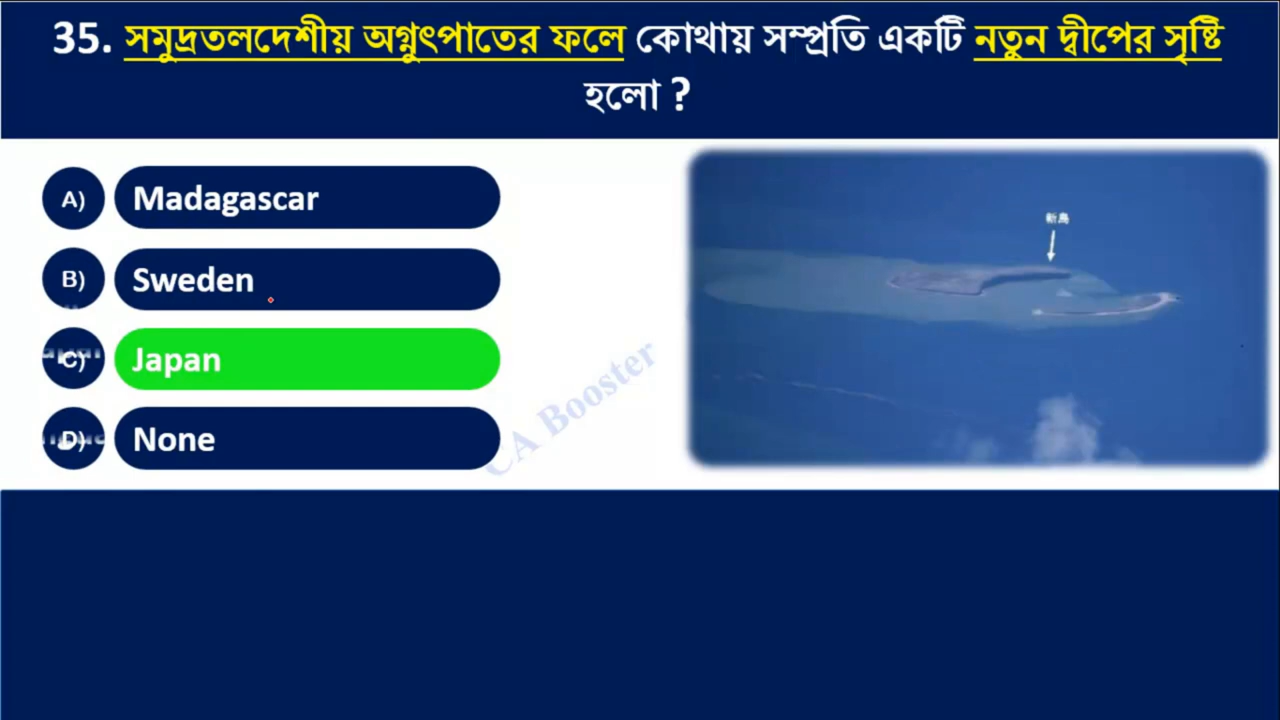 35. সমুদ্রতলদেশীয় অগ্নুৎপাতের ফলে কোথায় সম্প্রতি একটি নতুন দ্বীপের সৃষ্টি
হলো ?
A) Madagascar
B) Sweden
C) Japan
D) None
新島
CA Booster